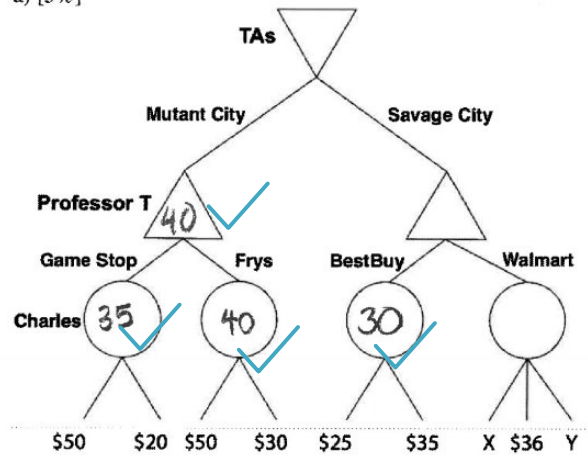 TAs
Mutant City Savage City
Professor T 40
Game Stop Frys BestBuy Walmart
Charles 35 40 30
$50 $20 $50 $30 $25 $35 X $36 Y